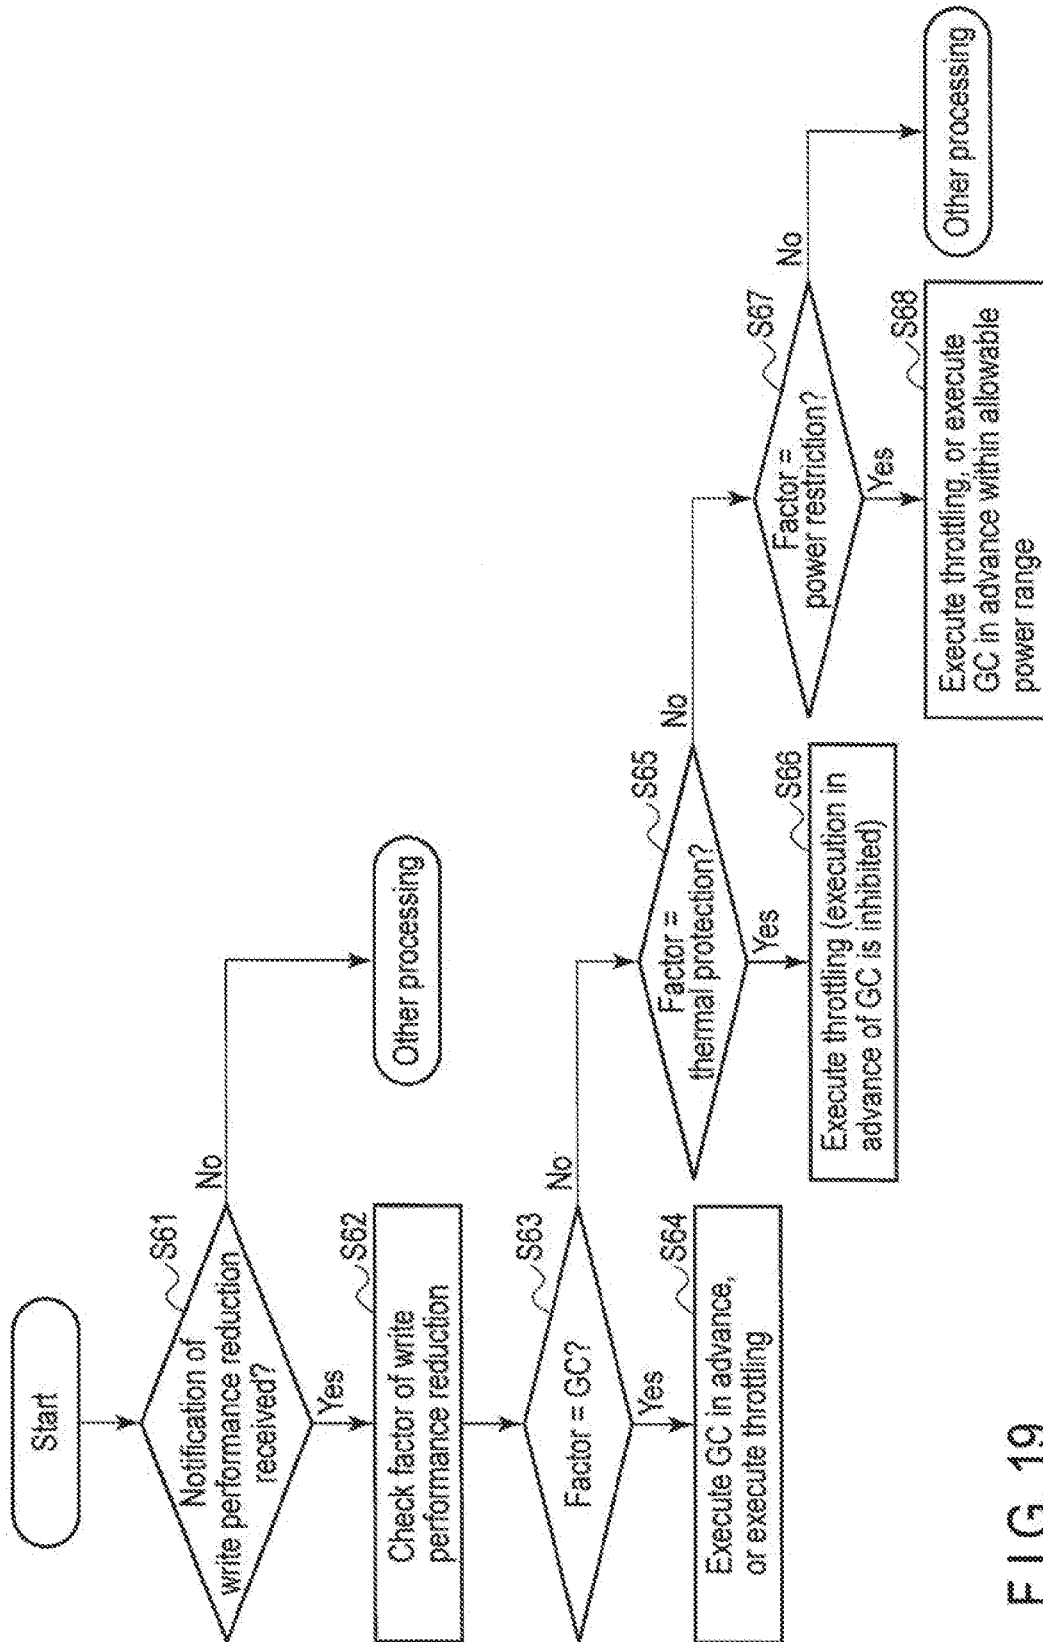 Start
Notification of
write performance reduction
received?
S61
No
Other processing
Yes
Check factor of write
performance reduction
S62
Factor = GC?
S63
No
Yes
Execute GC in advance,
or execute throttling
S64
Factor =
thermal protection?
S65
No
Yes
Execute throttling (execution in
advance of GC is inhibited)
S66
Factor =
power restriction?
S67
No
Other processing
Yes
Execute throttling, or execute
GC in advance within allowable
power range
S68
FIG. 19